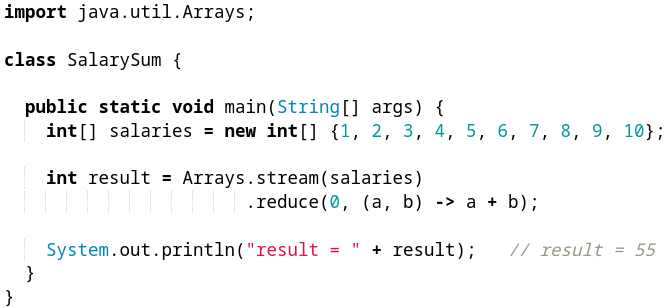 import java.util.Arrays;

class SalarySum {

  public static void main(String[] args) {
    int[] salaries = new int[] {1, 2, 3, 4, 5, 6, 7, 8, 9, 10};

    int result = Arrays.stream(salaries)
                       .reduce(0, (a, b) -> a + b);

    System.out.println("result = " + result);   // result = 55
  }
}